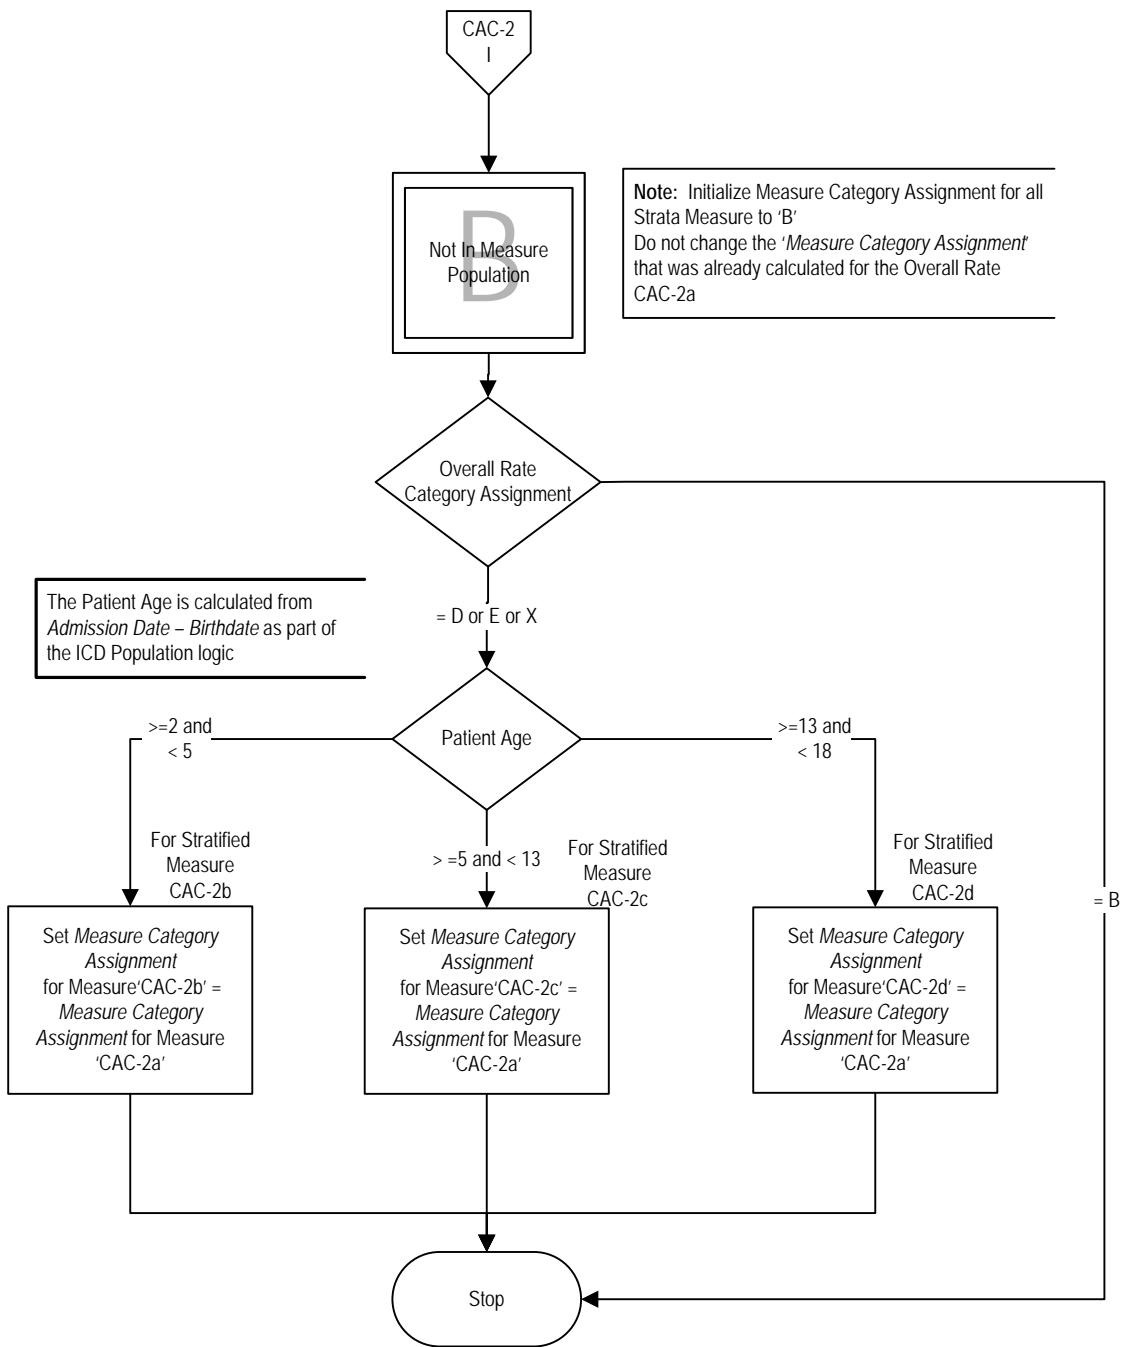 CAC-2
I
B
Not In Measure
Population
Note: Initialize Measure Category Assignment for all
Strata Measure to ‘B’
Do not change the ‘Measure Category Assignment’
that was already calculated for the Overall Rate
CAC-2a
Overall Rate
Category Assignment
The Patient Age is calculated from
Admission Date – Birthdate as part of
the ICD Population logic
= D or E or X
Patient Age
>=2 and
< 5
>=13 and
< 18
> =5 and < 13
For Stratified
Measure
CAC-2b
For Stratified
Measure
CAC-2c
For Stratified
Measure
CAC-2d
= B
Set Measure Category
Assignment
for Measure‘CAC-2b’ =
Measure Category
Assignment for Measure
‘CAC-2a’
Set Measure Category
Assignment
for Measure‘CAC-2c’ =
Measure Category
Assignment for Measure
‘CAC-2a’
Set Measure Category
Assignment
for Measure‘CAC-2d’ =
Measure Category
Assignment for Measure
‘CAC-2a’
Stop